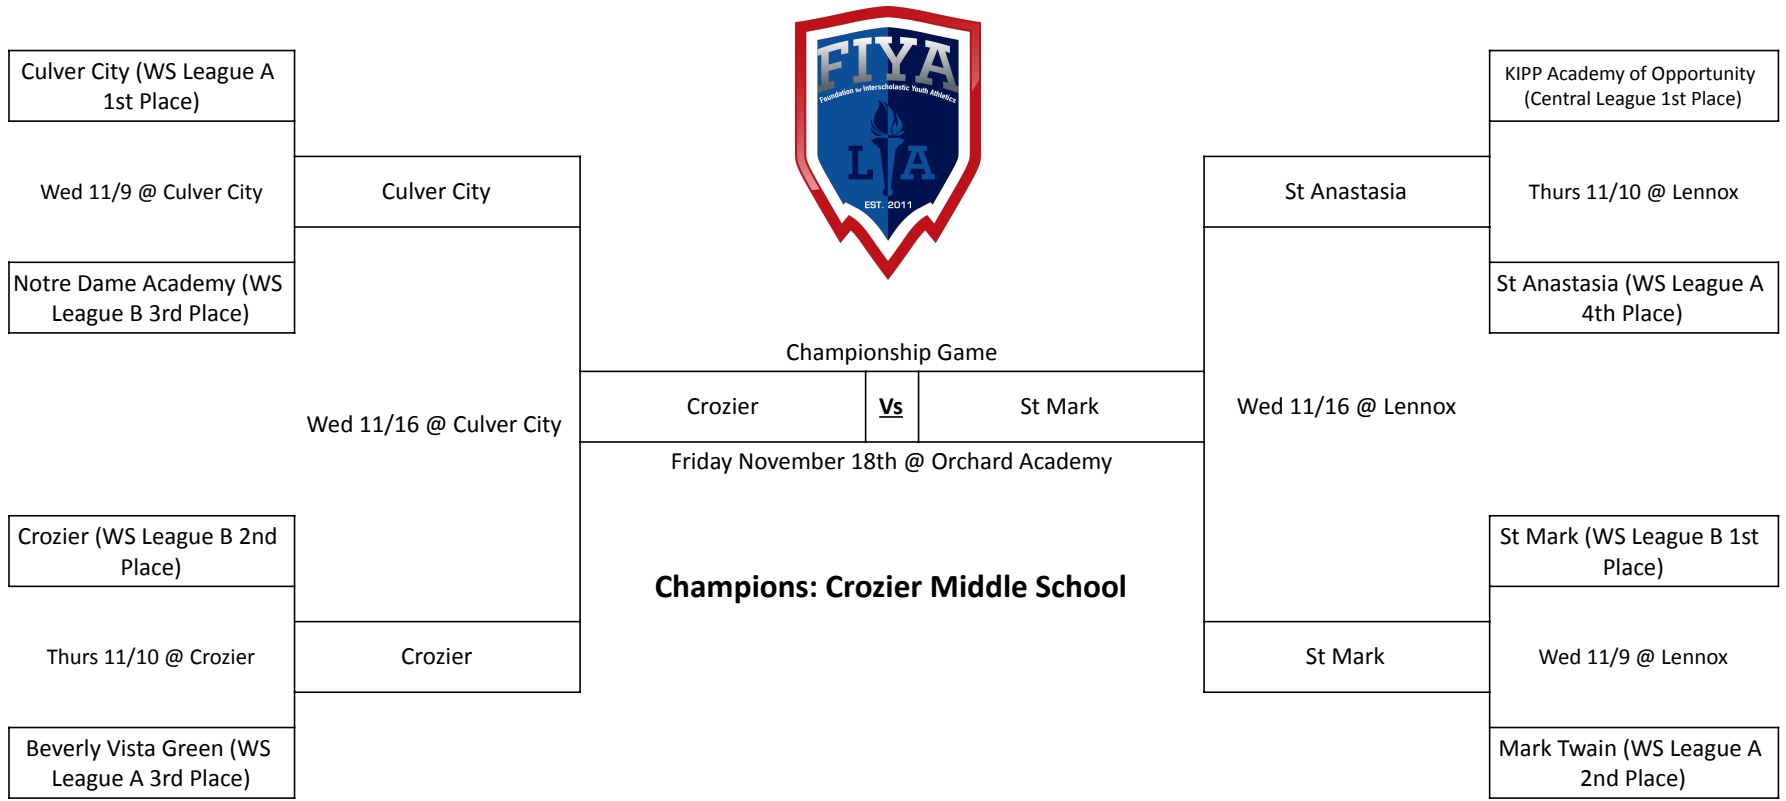 FIYA
Foundation for Interscholastic Youth Athletics
LA
EST. 2011
Culver City (WS League A
1st Place)
Wed 11/9 @ Culver City
Notre Dame Academy (WS
League B 3rd Place)
Culver City
Wed 11/16 @ Culver City
Crozier (WS League B 2nd
Place)
Thurs 11/10 @ Crozier
Beverly Vista Green (WS
League A 3rd Place)
Crozier
Championship Game
Crozier
Vs
St Mark
Friday November 18th @ Orchard Academy
Champions: Crozier Middle School
St Anastasia
Wed 11/16 @ Lennox
St Mark
KIPP Academy of Opportunity
(Central League 1st Place)
Thurs 11/10 @ Lennox
St Anastasia (WS League A
4th Place)
St Mark (WS League B 1st
Place)
Wed 11/9 @ Lennox
Mark Twain (WS League A
2nd Place)